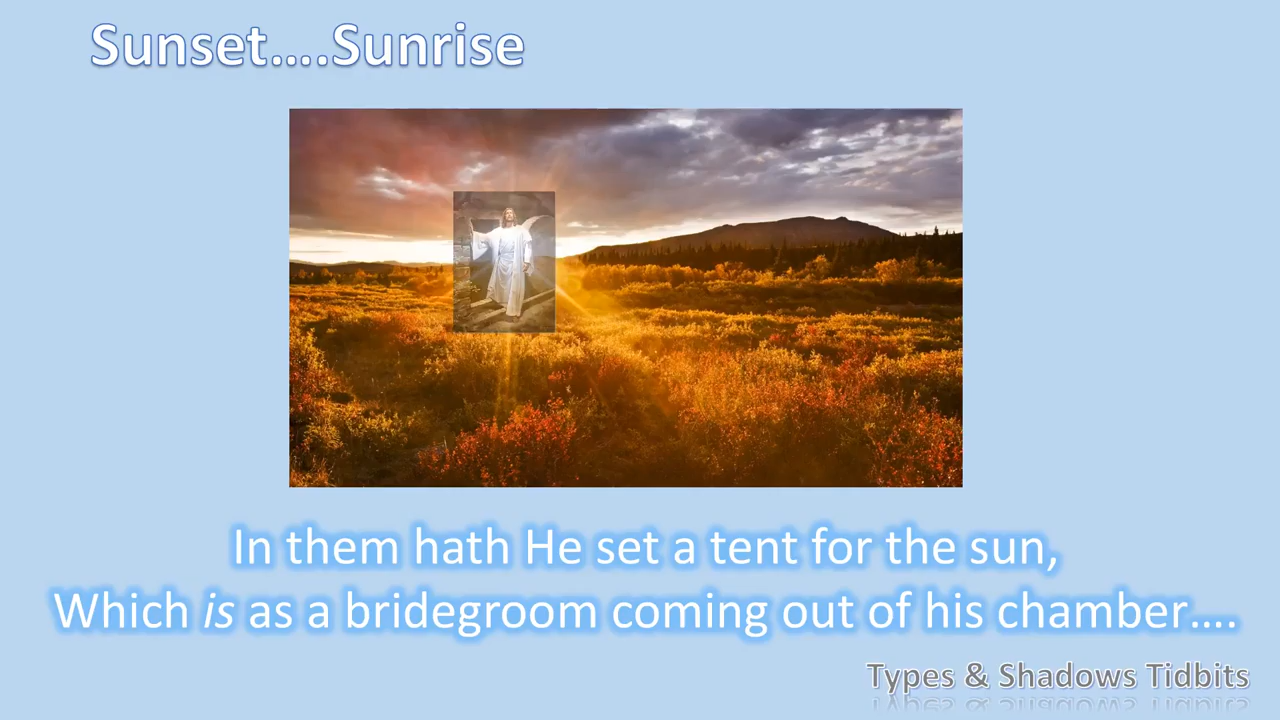 Sunset....Sunrise
In them hath He set a tent for the sun,
Which is as a bridegroom coming out of his chamber....
Types & Shadows Tidbits